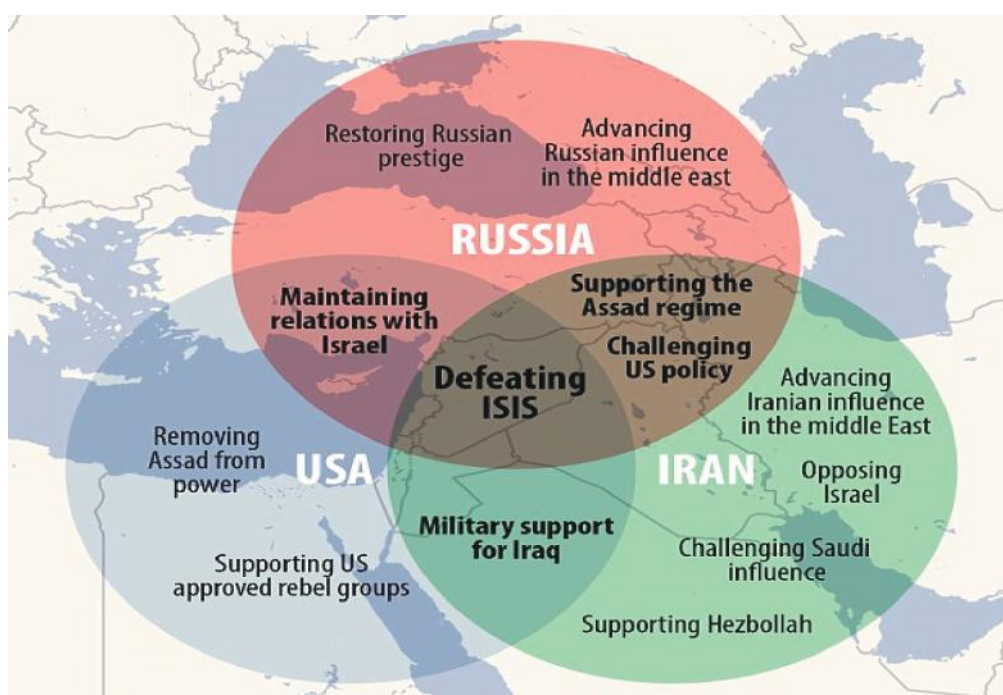 Restoring Russian
prestige
Advancing
Russian influence
in the middle east
RUSSIA
Maintaining
relations with
Israel
Supporting the
Assad regime
Challenging
US policy
Defeating
ISIS
Removing
Assad from
power
USA
IRAN
Advancing
Iranian influence
in the middle East
Opposing
Israel
Military support
for Iraq
Challenging Saudi
influence
Supporting US
approved rebel groups
Supporting Hezbollah